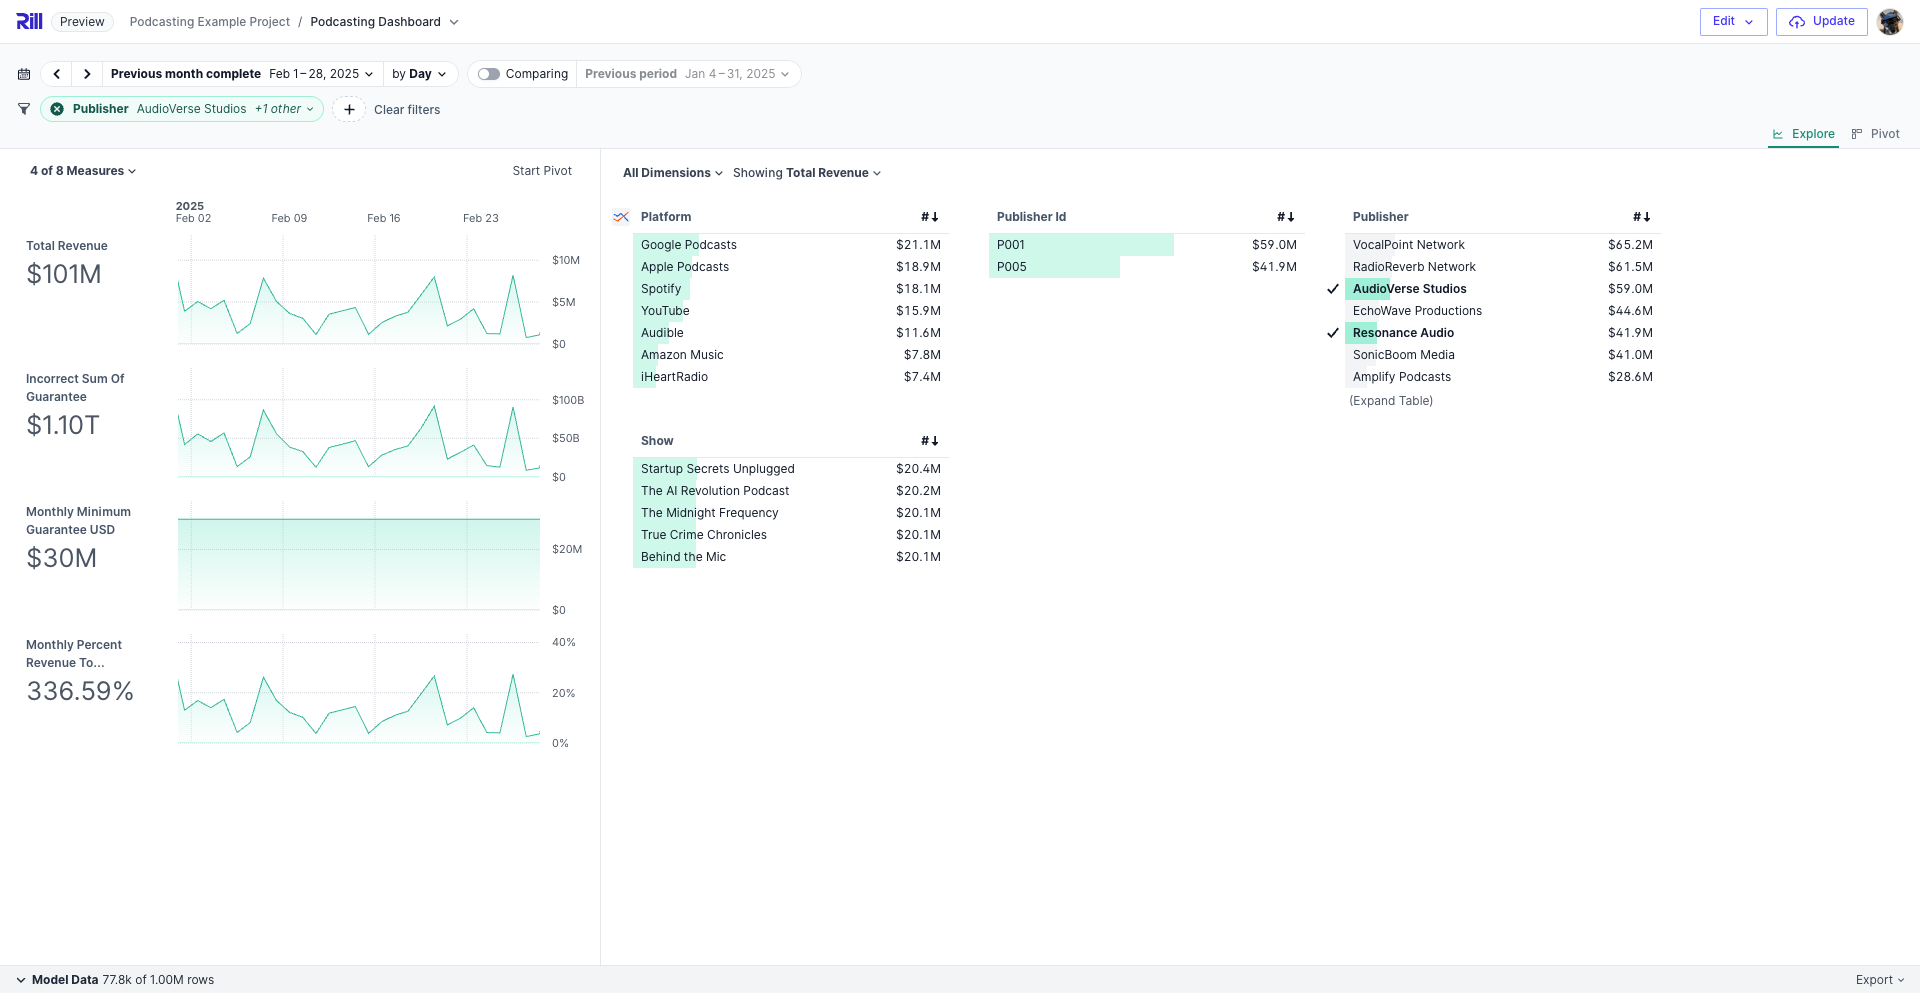 Rill Preview Podcasting Example Project / Podcasting Dashboard Edit Update
Previous month complete Feb 1 – 28, 2025 by Day Comparing Previous period Jan 4 – 31, 2025
Publisher AudioVerse Studios +1 other + Clear filters
Explore Pivot
4 of 8 Measures Start Pivot
2025
Feb 02 Feb 09 Feb 16 Feb 23
Total Revenue
$101M
$10M
$5M
$0
Incorrect Sum Of
Guarantee
$1.10T
$100B
$50B
$0
Monthly Minimum
Guarantee USD
$30M
$20M
$0
Monthly Percent
Revenue To...
336.59%
40%
20%
0%
All Dimensions Showing Total Revenue
Platform #
Google Podcasts $21.1M
Apple Podcasts $18.9M
Spotify $18.1M
YouTube $15.9M
Audible $11.6M
Amazon Music $7.8M
iHeartRadio $7.4M
Publisher Id #
P001 $59.0M
P005 $41.9M
Publisher #
VocalPoint Network $65.2M
RadioReverb Network $61.5M
AudioVerse Studios $59.0M
EchoWave Productions $44.6M
Resonance Audio $41.9M
SonicBoom Media $41.0M
Amplify Podcasts $28.6M
(Expand Table)
Show #
Startup Secrets Unplugged $20.4M
The AI Revolution Podcast $20.2M
The Midnight Frequency $20.1M
True Crime Chronicles $20.1M
Behind the Mic $20.1M
Model Data 77.8k of 1.00M rows Export